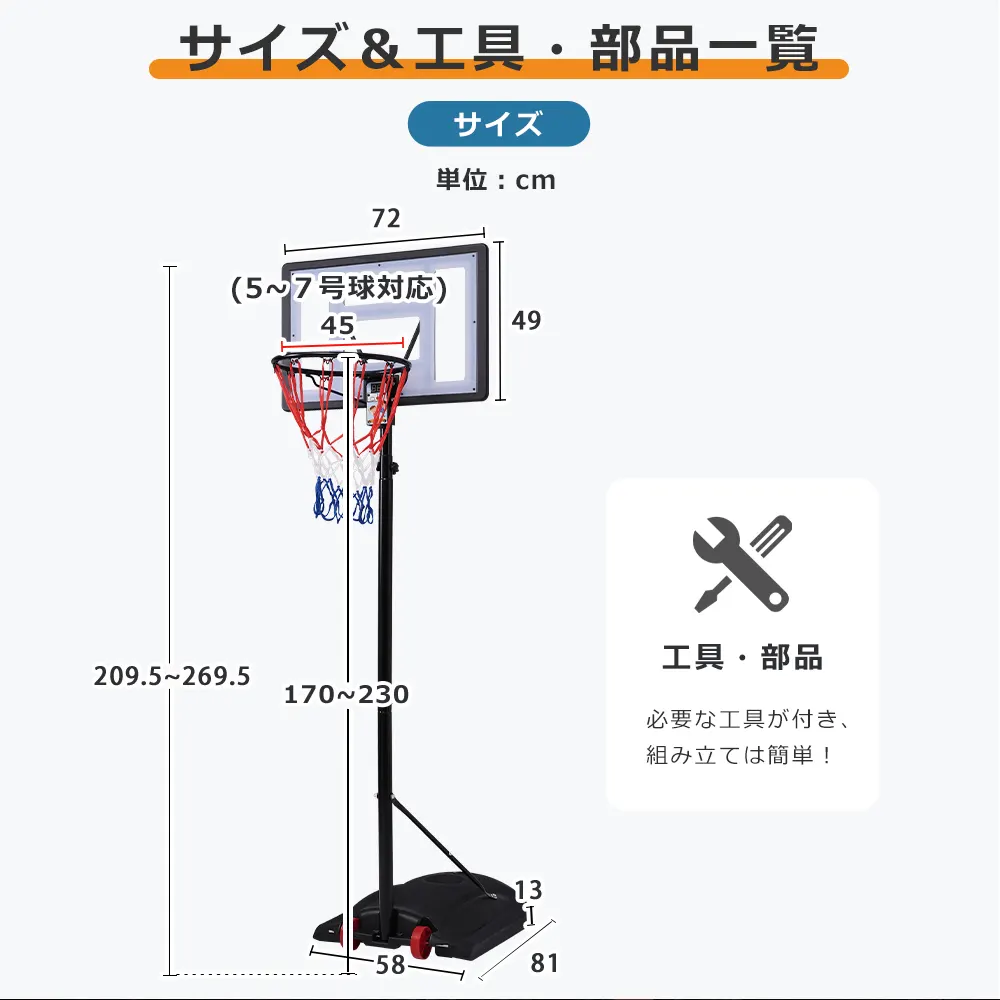 サイズ＆工具・部品一覧
サイズ
単位：cm
72
(5~７号球対応)
45
49
209.5~269.5
170~230
工具・部品
必要な工具が付き、
組み立ては簡単！
13
58
81